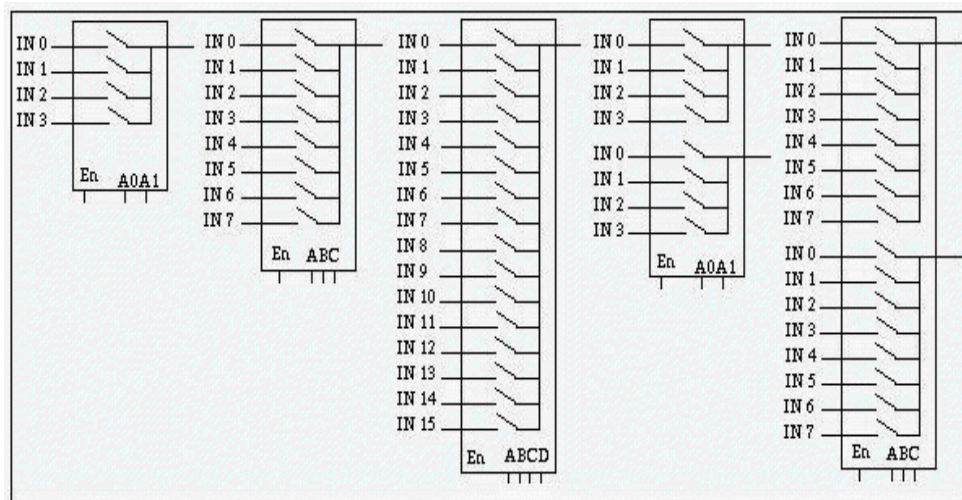 IN 0
IN 1
IN 2
IN 3
En A0A1
IN 0
IN 1
IN 2
IN 3
IN 4
IN 5
IN 6
IN 7
En ABC
IN 0
IN 1
IN 2
IN 3
IN 4
IN 5
IN 6
IN 7
IN 8
IN 9
IN 10
IN 11
IN 12
IN 13
IN 14
IN 15
En ABCD
IN 0
IN 1
IN 2
IN 3
IN 0
IN 1
IN 2
IN 3
En A0A1
IN 0
IN 1
IN 2
IN 3
IN 4
IN 5
IN 6
IN 7
IN 0
IN 1
IN 2
IN 3
IN 4
IN 5
IN 6
IN 7
En ABC